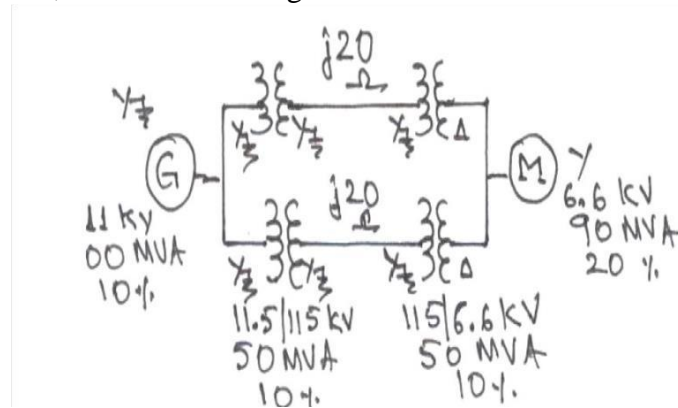 j20
Ω
Y
Y
Y
Y
Δ
G
M
Y
j20
Ω
11 KV
00 MVA
10%
6.6 KV
90 MVA
20 %
Y
Y
Y
Δ
11.5/115 KV
50 MVA
10%
115/6.6 KV
50 MVA
10%